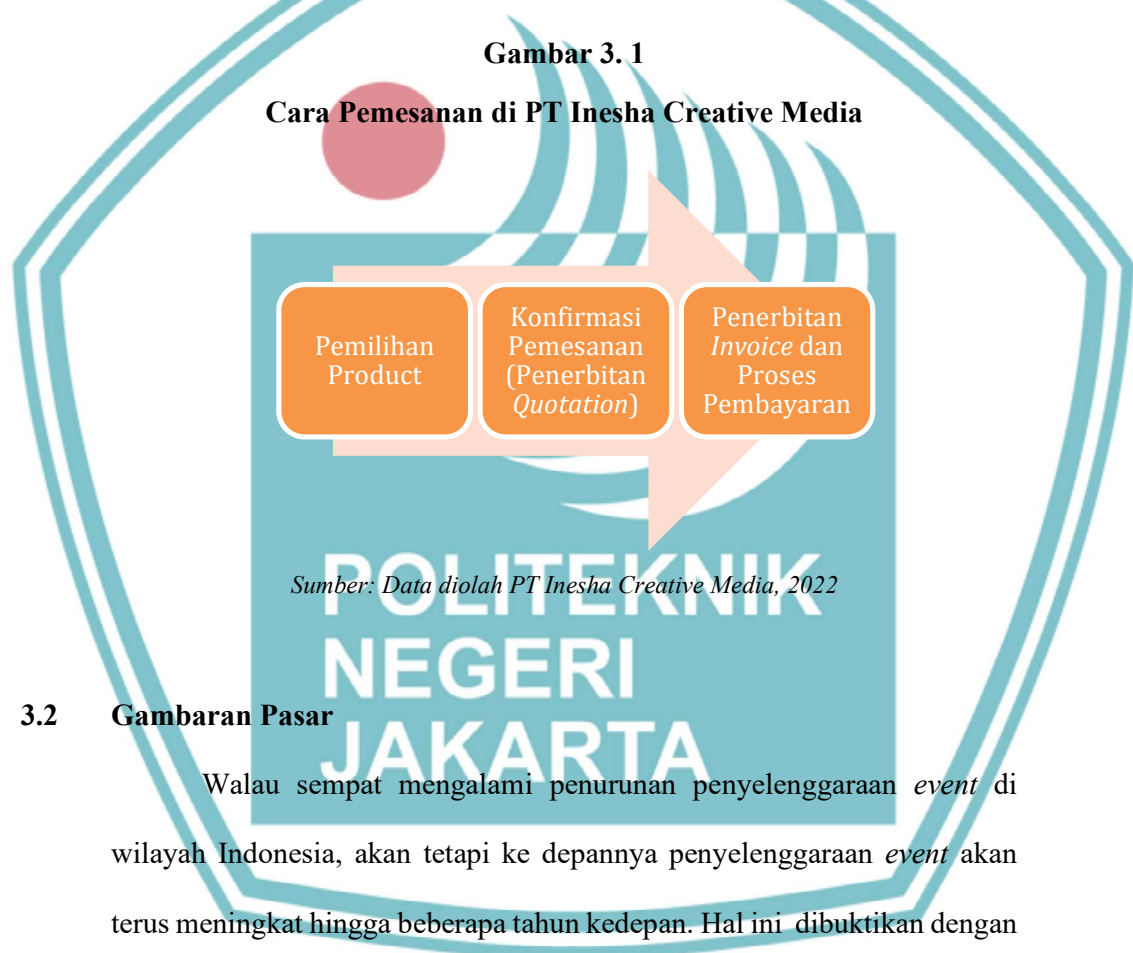 Gambar 3. 1
Cara Pemesanan di PT Inesha Creative Media
Pemilihan
Product
Konfirmasi
Pemesanan
(Penerbitan
Quotation)
Penerbitan
Invoice dan
Proses
Pembayaran
Sumber: Data diolah PT Inesha Creative Media, 2022
POLITEKNIK
NEGERI
JAKARTA
3.2 Gambaran Pasar
Walau sempat mengalami penurunan penyelenggaraan event di
wilayah Indonesia, akan tetapi ke depannya penyelenggaraan event akan
terus meningkat hingga beberapa tahun kedepan. Hal ini dibuktikan dengan